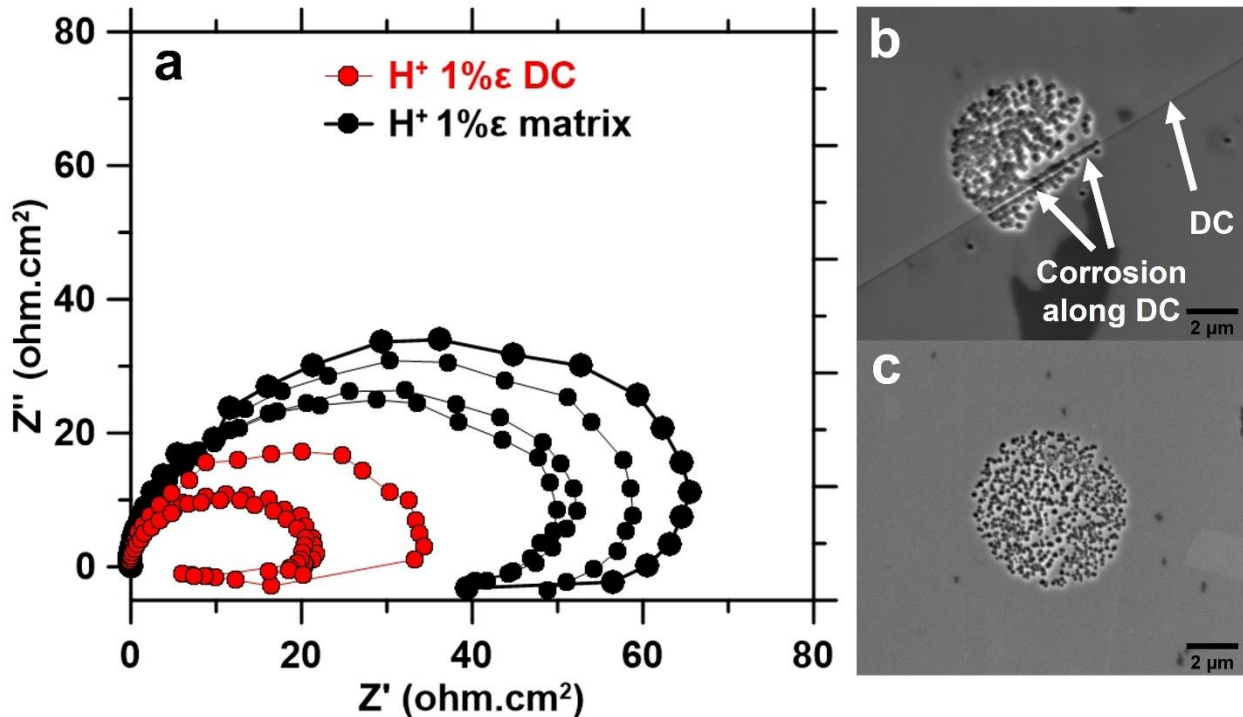 a
H⁺ 1%ε DC
H⁺ 1%ε matrix
80
60
40
20
0
Z'' (ohm.cm²)
0 20 40 60 80
Z' (ohm.cm²)
b
DC
Corrosion
along DC
2 µm
c
2 µm